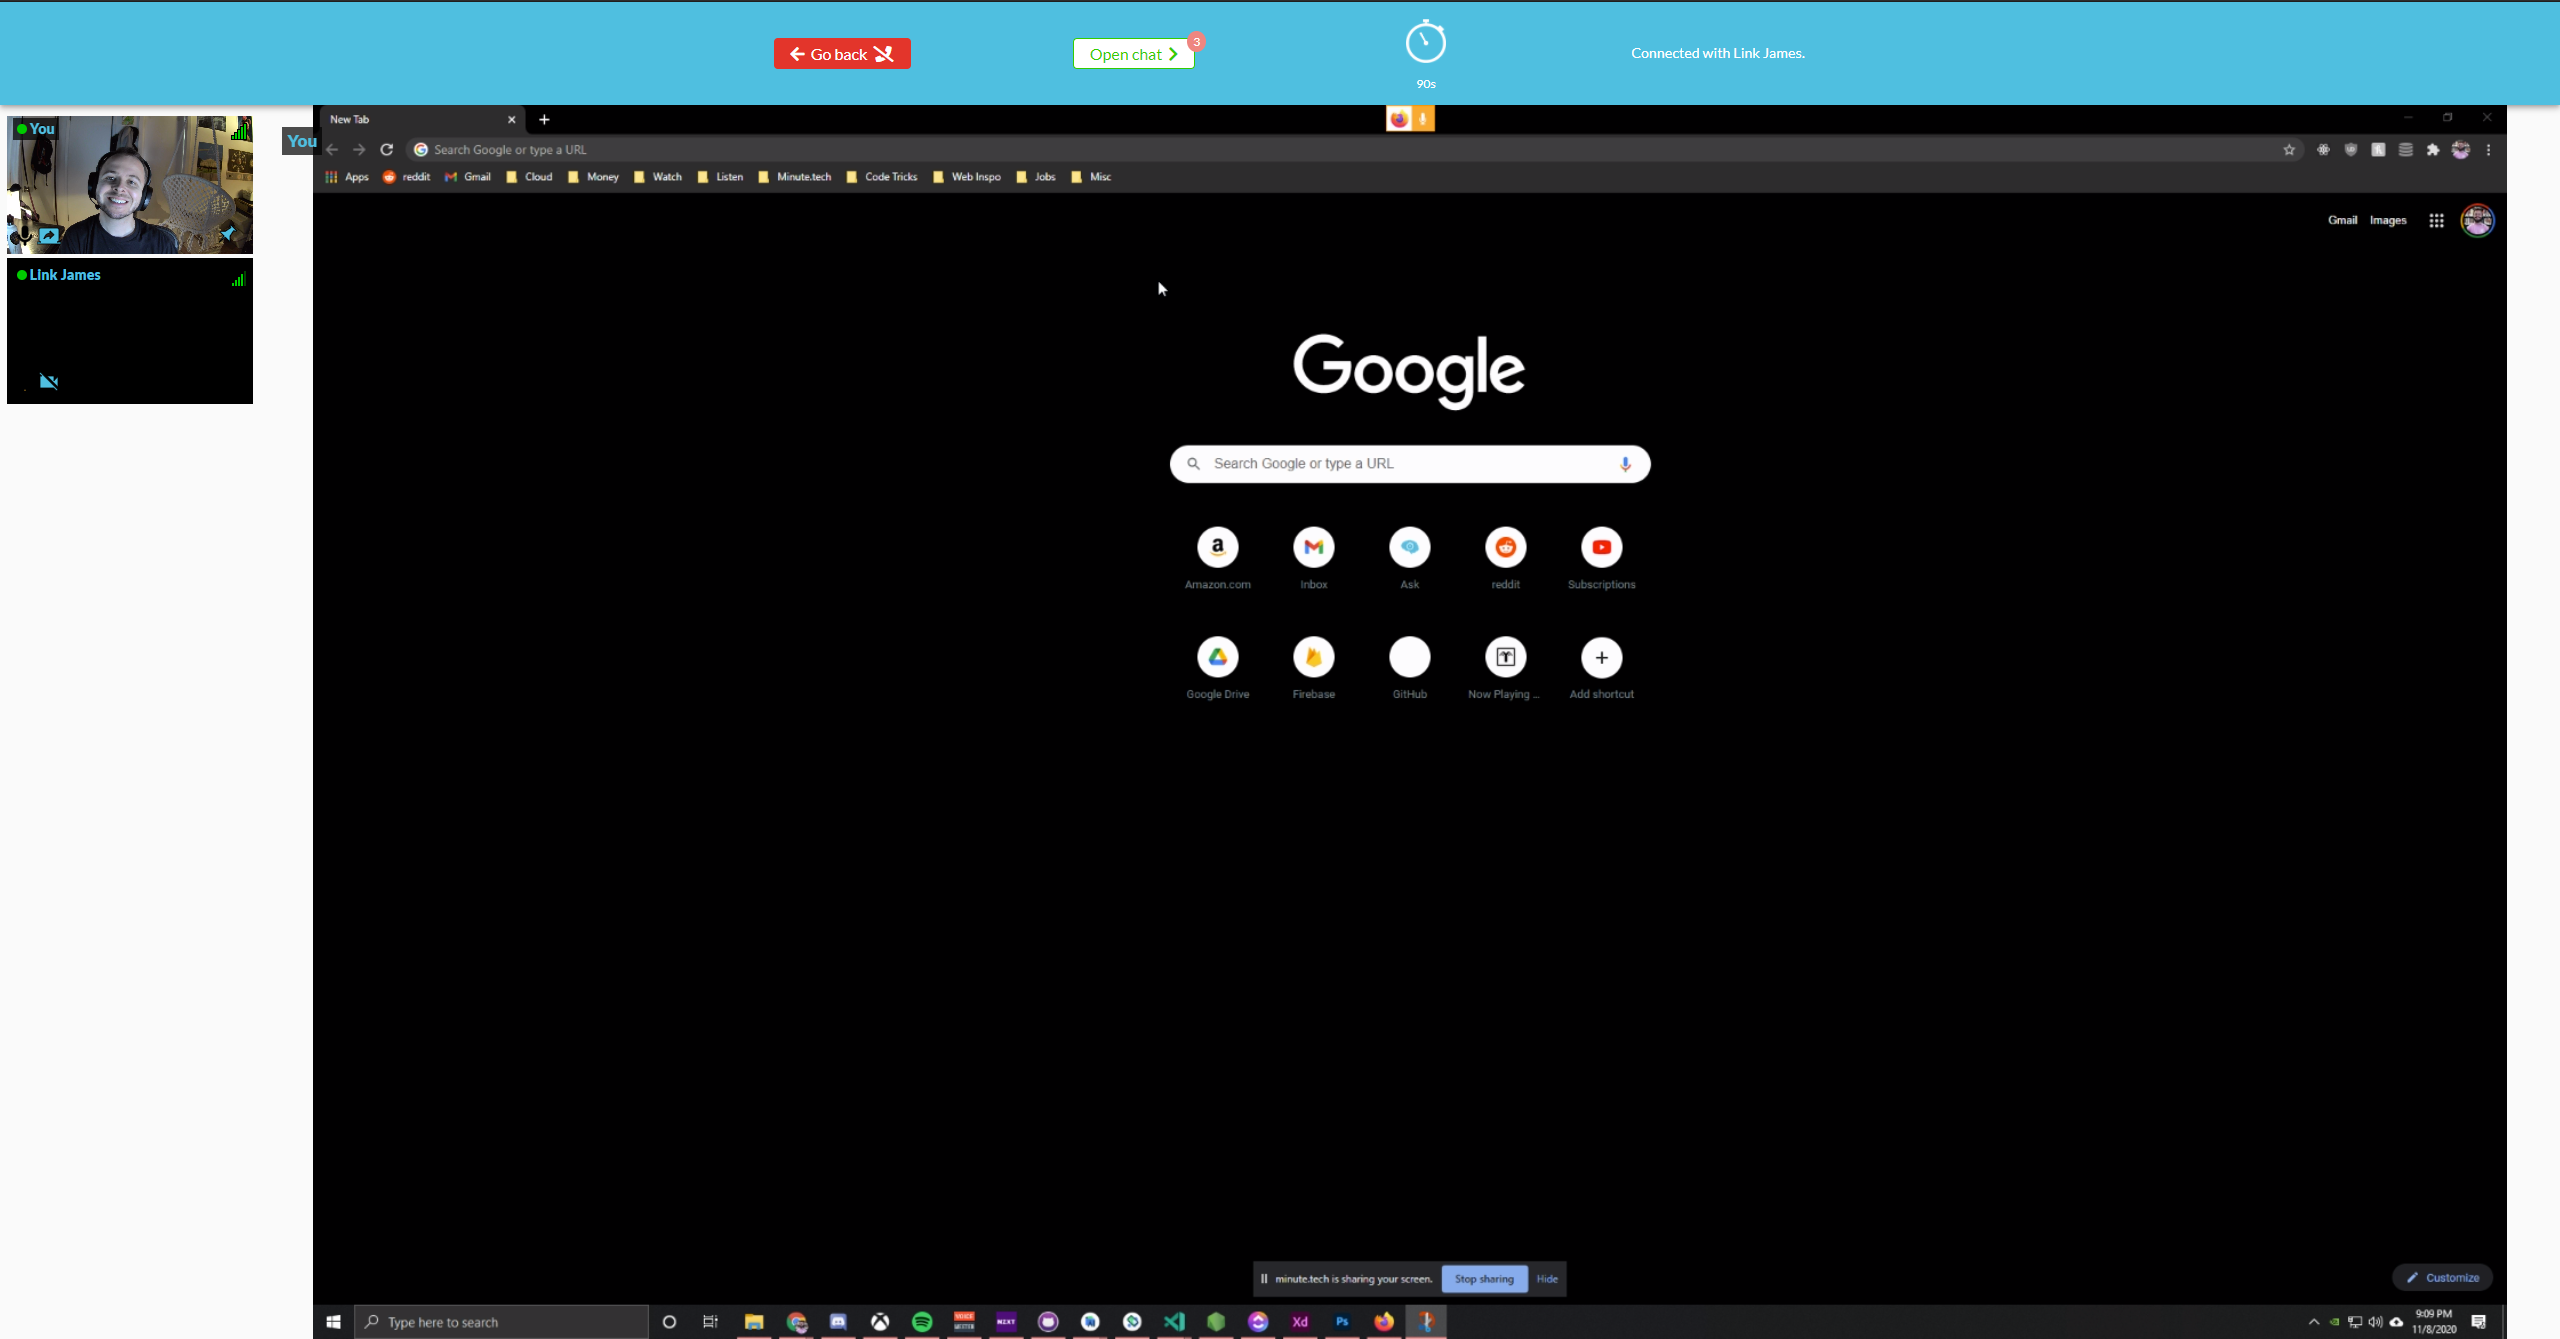 Go back
Open chat
3
90s
Connected with Link James.
You
You
Link James
New Tab
Search Google or type a URL
Apps reddit Gmail Cloud Money Watch Listen Minute.tech Code Tricks Web Inspo Jobs Misc
Gmail Images
Google
Search Google or type a URL
Amazon.com Inbox Ask reddit Subscriptions
Google Drive Firebase GitHub Now Playing ... Add shortcut
minute.tech is sharing your screen. Stop sharing Hide
Customize
Type here to search
NEXT
Xd
Ps
9:09 PM
11/8/2020